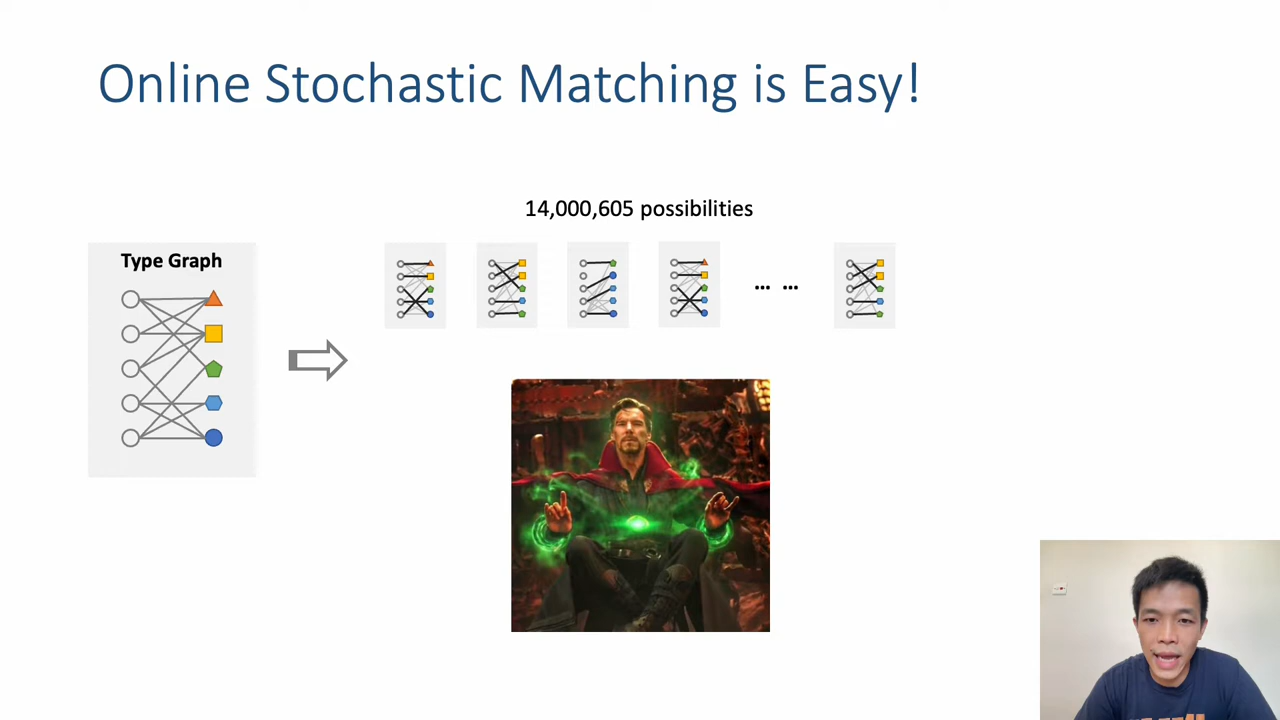 Online Stochastic Matching is Easy!
14,000,605 possibilities
Type Graph
... ...